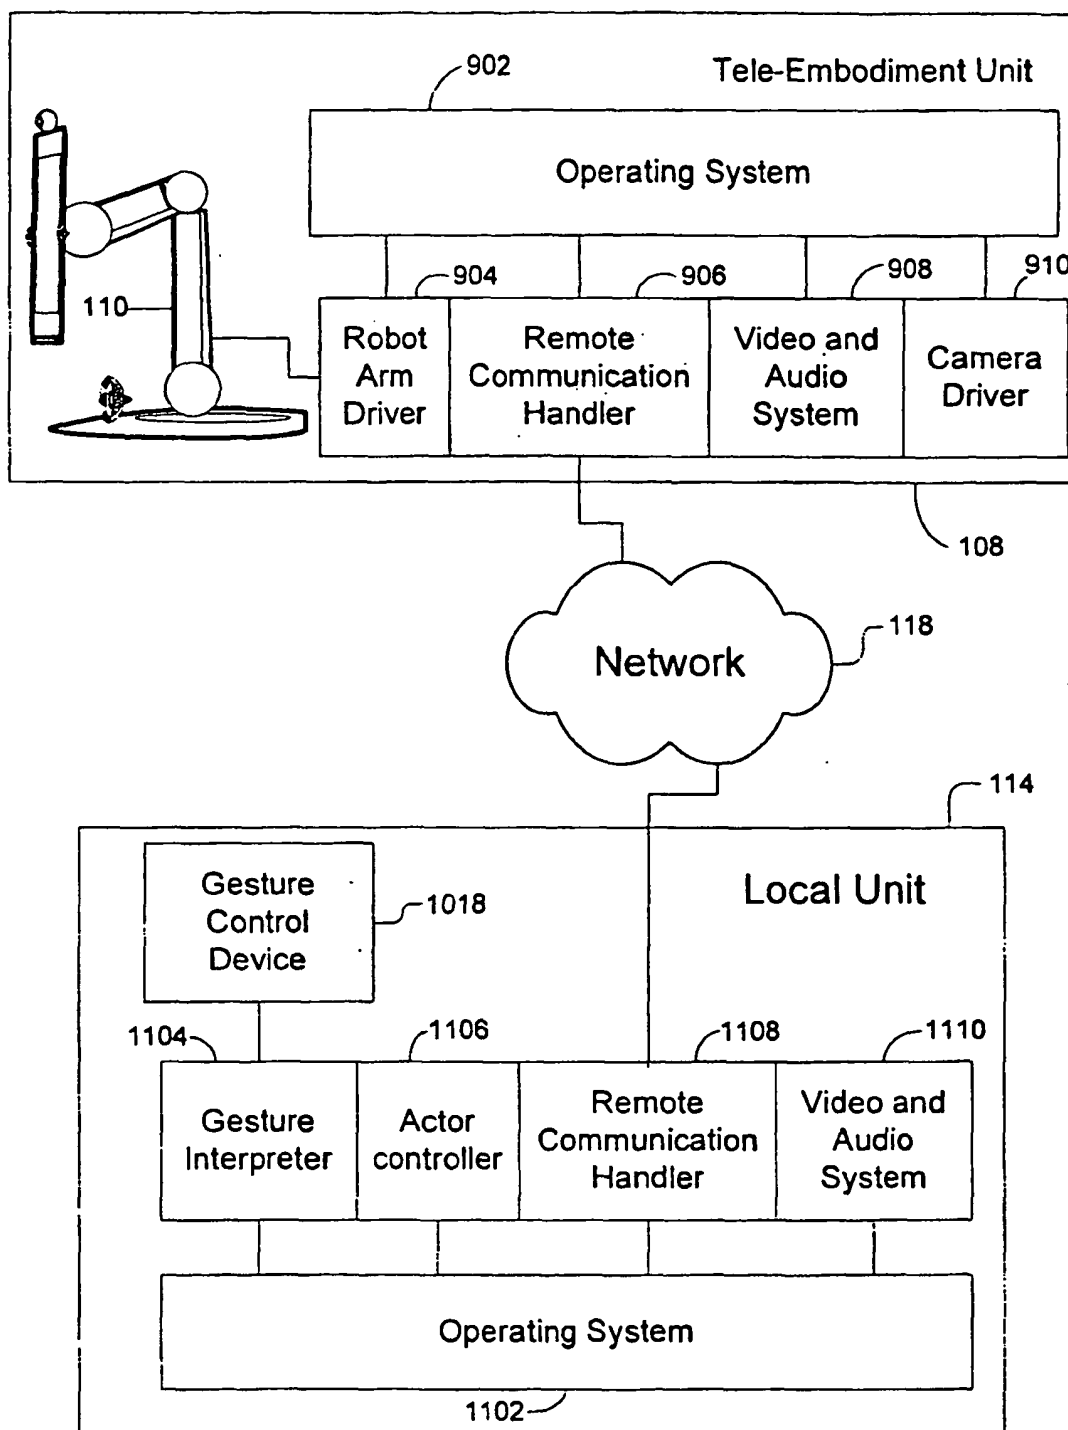 902
Tele-Embodiment Unit
Operating System
904
906
908
910
110
Robot
Arm
Driver
Remote
Communication
Handler
Video and
Audio
System
Camera
Driver
108
Network
118
114
Local Unit
Gesture
Control
Device
1018
1104
1106
1108
1110
Gesture
Interpreter
Actor
controller
Remote
Communication
Handler
Video and
Audio
System
Operating System
1102